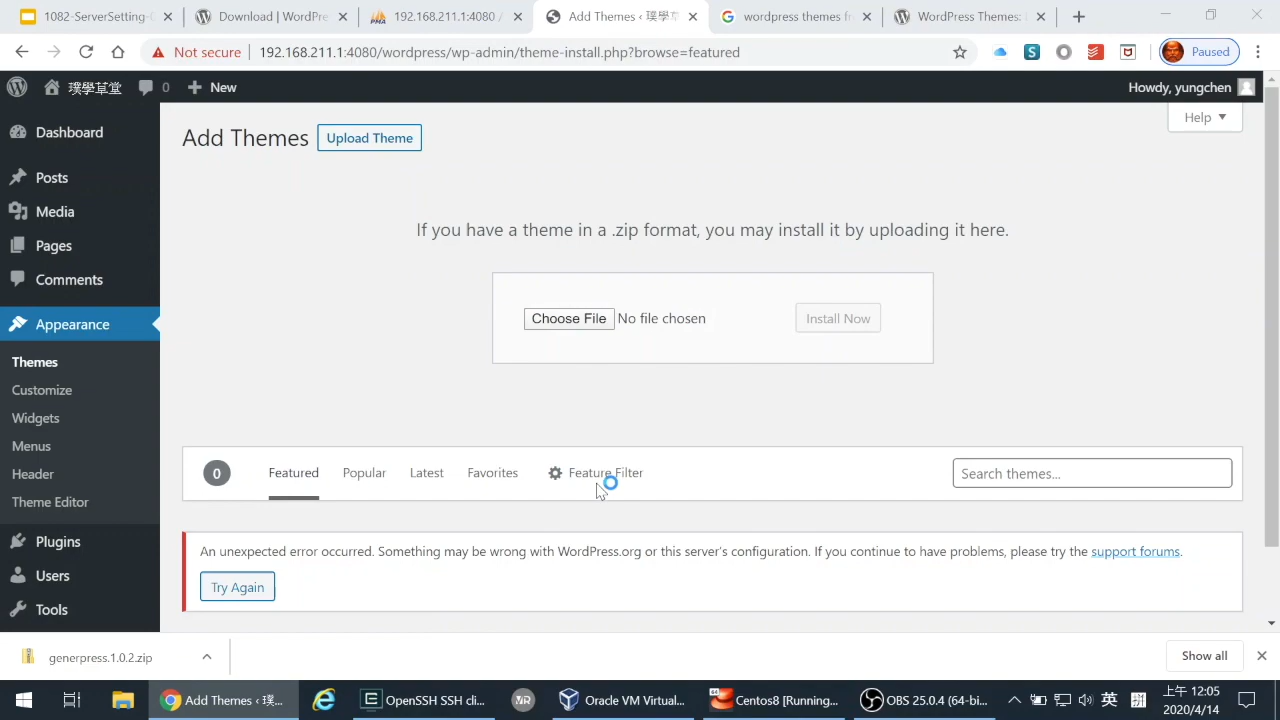 1082-ServerSetting-
Download | WordPre
192.168.211.1:4080 /
Add Themes ‹ 璞學草
wordpress themes f
WordPress Themes:
Not secure
192.168.211.1:4080/wordpress/wp-admin/theme-install.php?browse=featured
Paused
璞學草堂
0
New
Howdy, yungchen
Dashboard
Posts
Media
Pages
Comments
Appearance
Themes
Customize
Widgets
Menus
Header
Theme Editor
Plugins
Users
Tools
Add Themes
Upload Theme
Help
If you have a theme in a .zip format, you may install it by uploading it here.
Choose File No file chosen
Install Now
0
Featured
Popular
Latest
Favorites
Feature Filter
Search themes...
An unexpected error occurred. Something may be wrong with WordPress.org or this server's configuration. If you continue to have problems, please try the support forums.
Try Again
generpress.1.0.2.zip
Show all
Add Themes ‹ 璞...
OpenSSH SSH cli...
Oracle VM Virtual...
Centos8 [Running...
OBS 25.0.4 (64-bi...
英
上午 12:05
2020/4/14